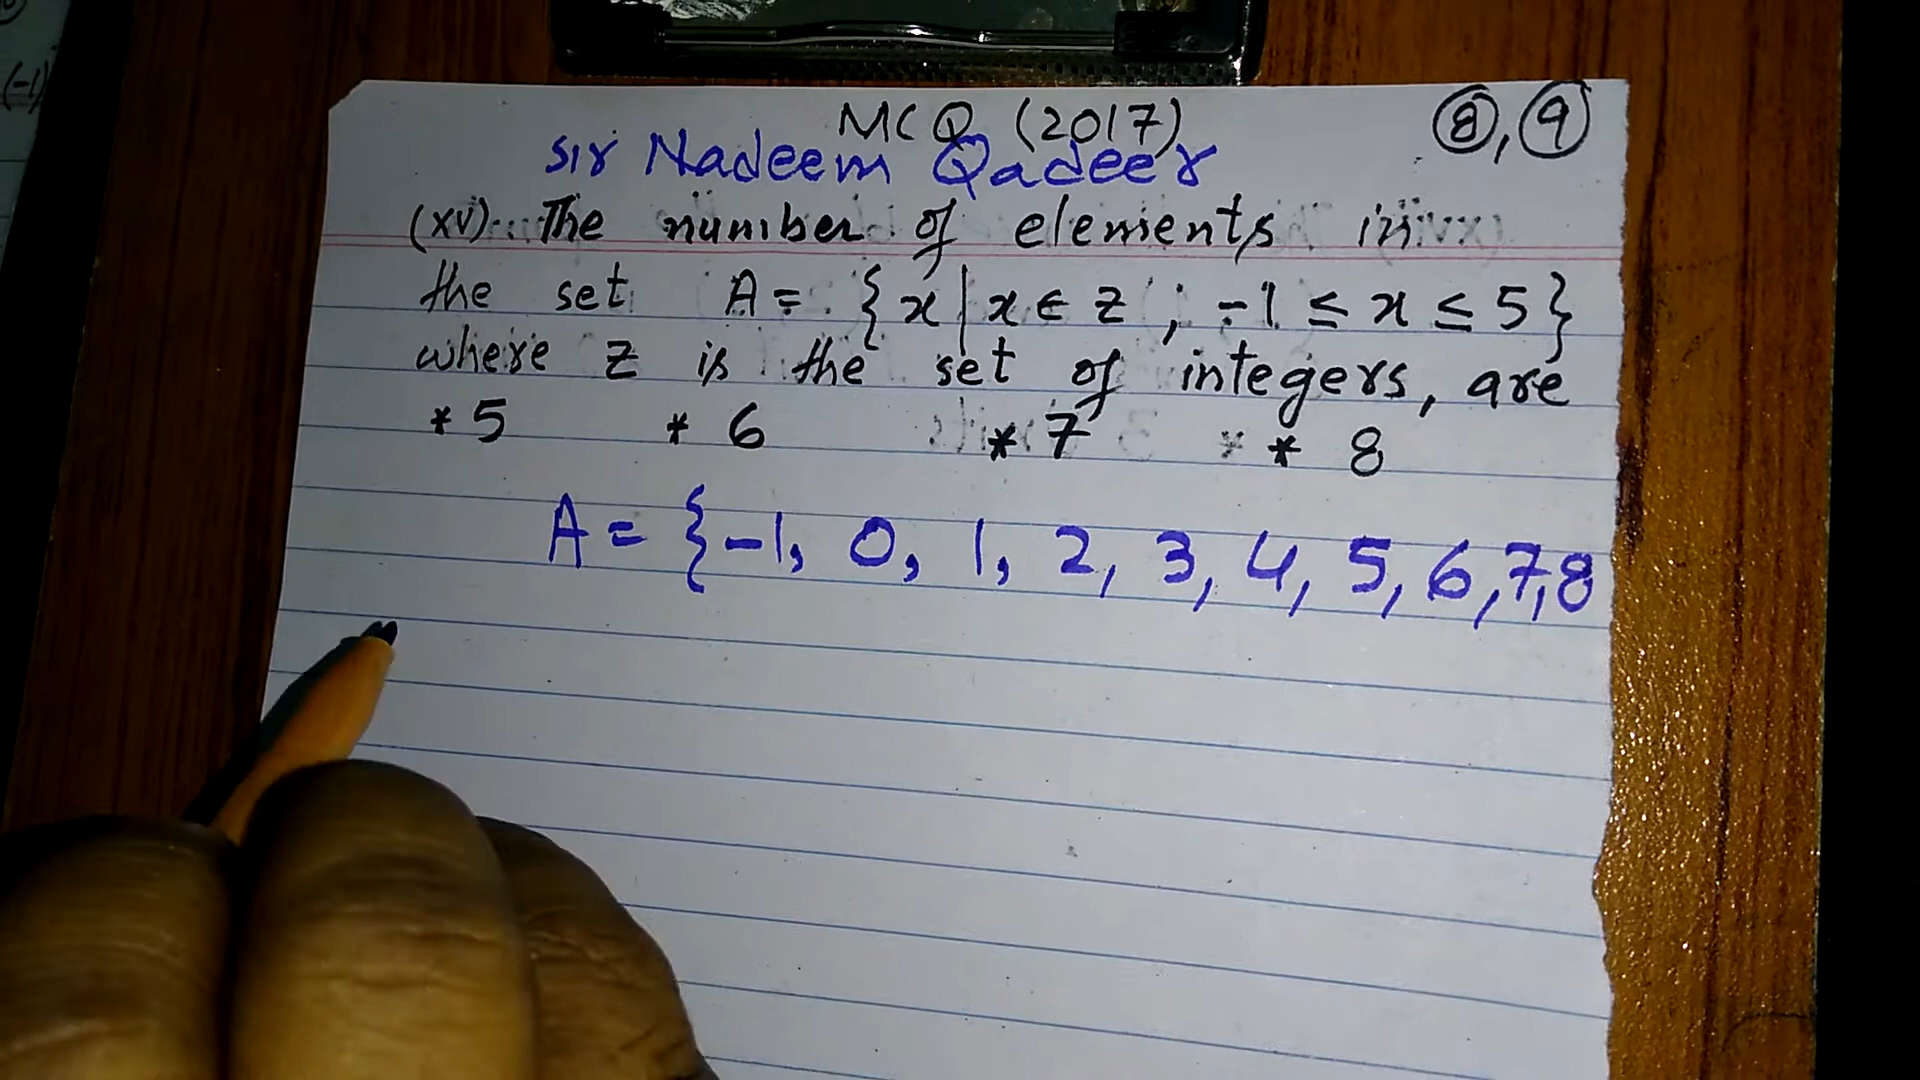 MCQ (2017) ⑧, ⑨
sir Nadeem Qadeer
(xv) The number of elements in
the set A = {x | x ∈ z ; -1 ≤ x ≤ 5}
where z is the set of integers, are
* 5 * 6 * 7 * 8
A = {-1, 0, 1, 2, 3, 4, 5, 6, 7, 8
(-1)